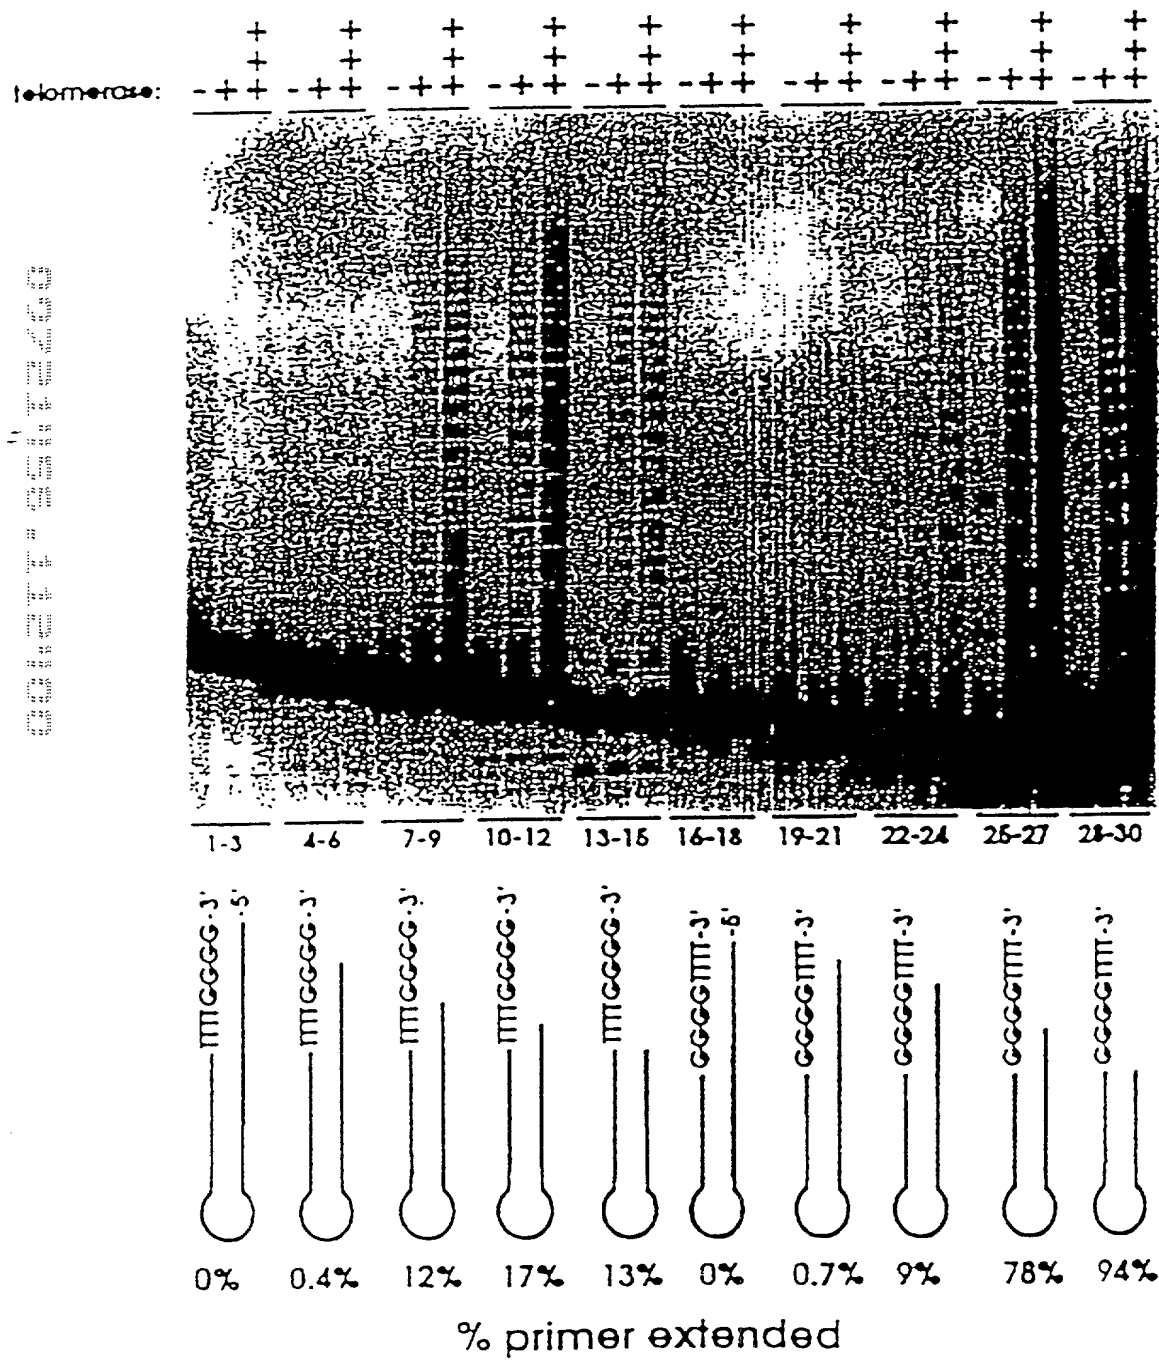 + + + + + + + + + +
+ + + + + + + + + +
telomerase: - + + - + + - + + - + + - + + - + + - + + - + + - + + - + +
1-3 4-6 7-9 10-12 13-15 16-18 19-21 22-24 25-27 28-30
TTTTGGGG-3'
-5'
TTTTGGGG-3'
TTTTGGGG-3'
TTTTGGGG-3'
TTTTGGGG-3'
GGGGTTTT-3'
-5'
GGGGTTTT-3'
GGGGTTTT-3'
GGGGTTTT-3'
GGGGTTTT-3'
0% 0.4% 12% 17% 13% 0% 0.7% 9% 78% 94%
% primer extended